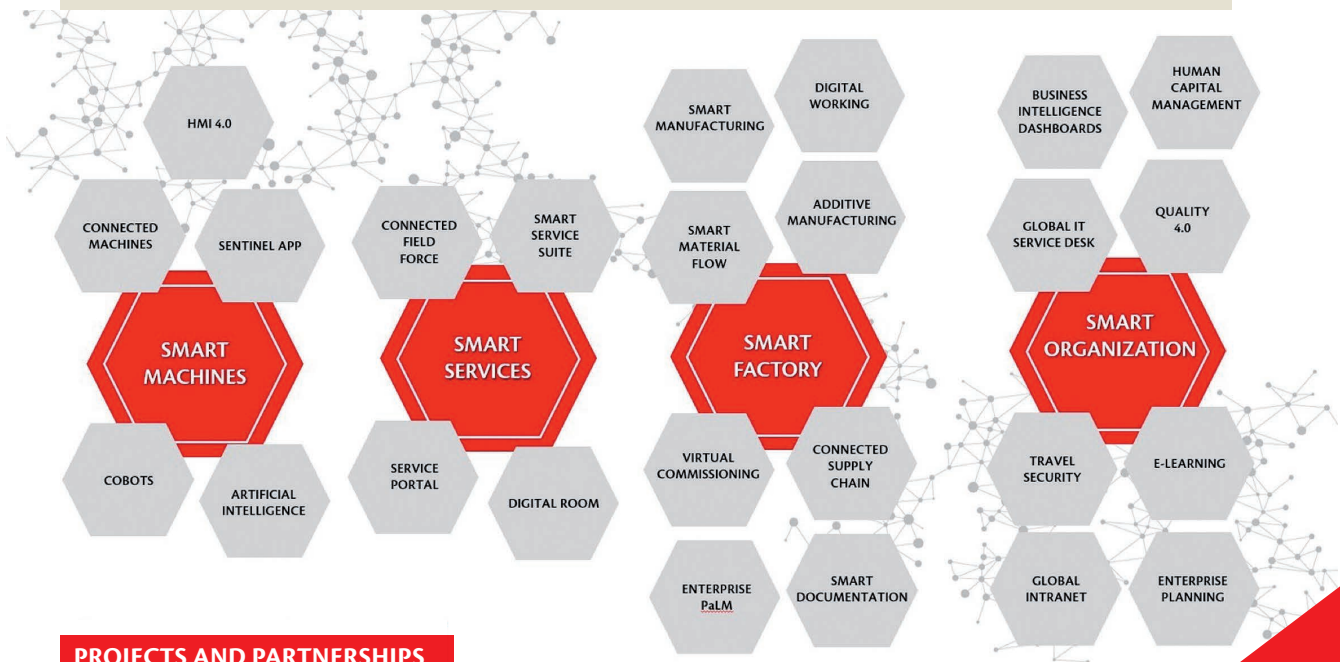 HMI 4.0
CONNECTED
MACHINES
SENTINEL APP
SMART
MACHINES
COBOTS
ARTIFICIAL
INTELLIGENCE
CONNECTED
FIELD
FORCE
SMART
SERVICE
SUITE
SMART
SERVICES
SERVICE
PORTAL
DIGITAL ROOM
SMART
MANUFACTURING
DIGITAL
WORKING
SMART
MATERIAL
FLOW
ADDITIVE
MANUFACTURING
SMART
FACTORY
VIRTUAL
COMMISSIONING
CONNECTED
SUPPLY
CHAIN
ENTERPRISE
PaLM
SMART
DOCUMENTATION
BUSINESS
INTELLIGENCE
DASHBOARDS
HUMAN
CAPITAL
MANAGEMENT
GLOBAL IT
SERVICE DESK
QUALITY
4.0
SMART
ORGANIZATION
TRAVEL
SECURITY
E-LEARNING
GLOBAL
INTRANET
ENTERPRISE
PLANNING
PROJECTS AND PARTNERSHIPS